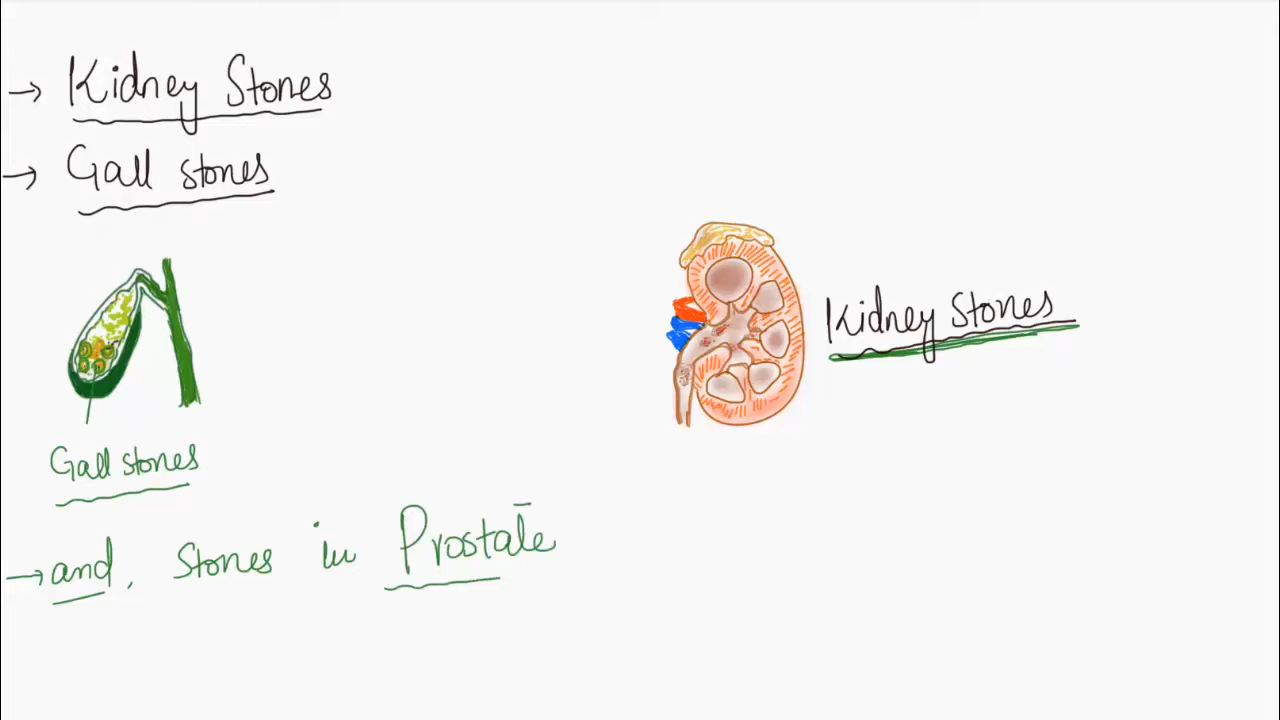 → Kidney Stones
→ Gall stones
Kidney Stones
Gall stones
→ and, Stones in Prostate